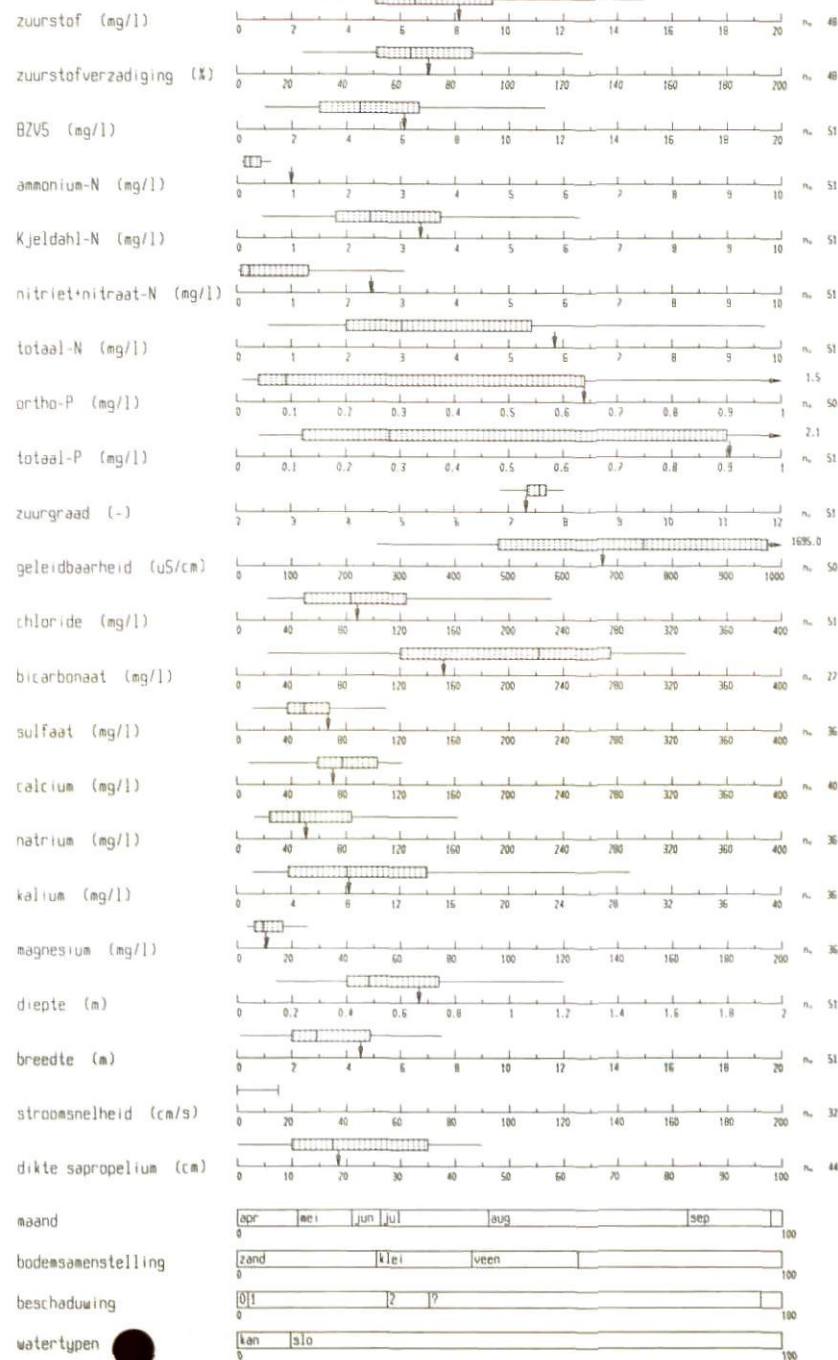 zuurstof (mg/l) 0 2 4 6 8 10 12 14 16 18 20 n= 48
zuurstofverzadiging (%) 0 20 40 60 80 100 120 140 160 180 200 n= 48
BZV5 (mg/l) 0 2 4 6 8 10 12 14 16 18 20 n= 51
ammonium-N (mg/l) 0 1 2 3 4 5 6 7 8 9 10 n= 51
Kjeldahl-N (mg/l) 0 1 2 3 4 5 6 7 8 9 10 n= 51
nitriet+nitraat-N (mg/l) 0 1 2 3 4 5 6 7 8 9 10 n= 51
totaal-N (mg/l) 0 1 2 3 4 5 6 7 8 9 10 n= 51
1.5
ortho-P (mg/l) 0 0.1 0.2 0.3 0.4 0.5 0.6 0.7 0.8 0.9 1 n= 50
2.1
totaal-P (mg/l) 0 0.1 0.2 0.3 0.4 0.5 0.6 0.7 0.8 0.9 1 n= 51
zuurgraad (-) 2 3 4 5 6 7 8 9 10 11 12 n= 51
1695.0
geleidbaarheid (uS/cm) 0 100 200 300 400 500 600 700 800 900 1000 n= 50
chloride (mg/l) 0 40 80 120 160 200 240 280 320 360 400 n= 51
bicarbonaat (mg/l) 0 40 80 120 160 200 240 280 320 360 400 n= 27
sulfaat (mg/l) 0 40 80 120 160 200 240 280 320 360 400 n= 36
calcium (mg/l) 0 40 80 120 160 200 240 280 320 360 400 n= 40
natrium (mg/l) 0 40 80 120 160 200 240 280 320 360 400 n= 36
kalium (mg/l) 0 4 8 12 16 20 24 28 32 36 40 n= 36
magnesium (mg/l) 0 20 40 60 80 100 120 140 160 180 200 n= 36
diepte (m) 0 0.2 0.4 0.6 0.8 1 1.2 1.4 1.6 1.8 2 n= 51
breedte (m) 0 2 4 6 8 10 12 14 16 18 20 n= 51
stroomsnelheid (cm/s) 0 20 40 60 80 100 120 140 160 180 200 n= 32
dikte sapropelium (cm) 0 10 20 30 40 50 60 70 80 90 100 n= 44
maand apr mei jun jul aug sep
0 100
bodemsamenstelling zand klei veen
0 100
beschaduwing 0 1 2 ?
0 100
watertypen kan slo
0 100